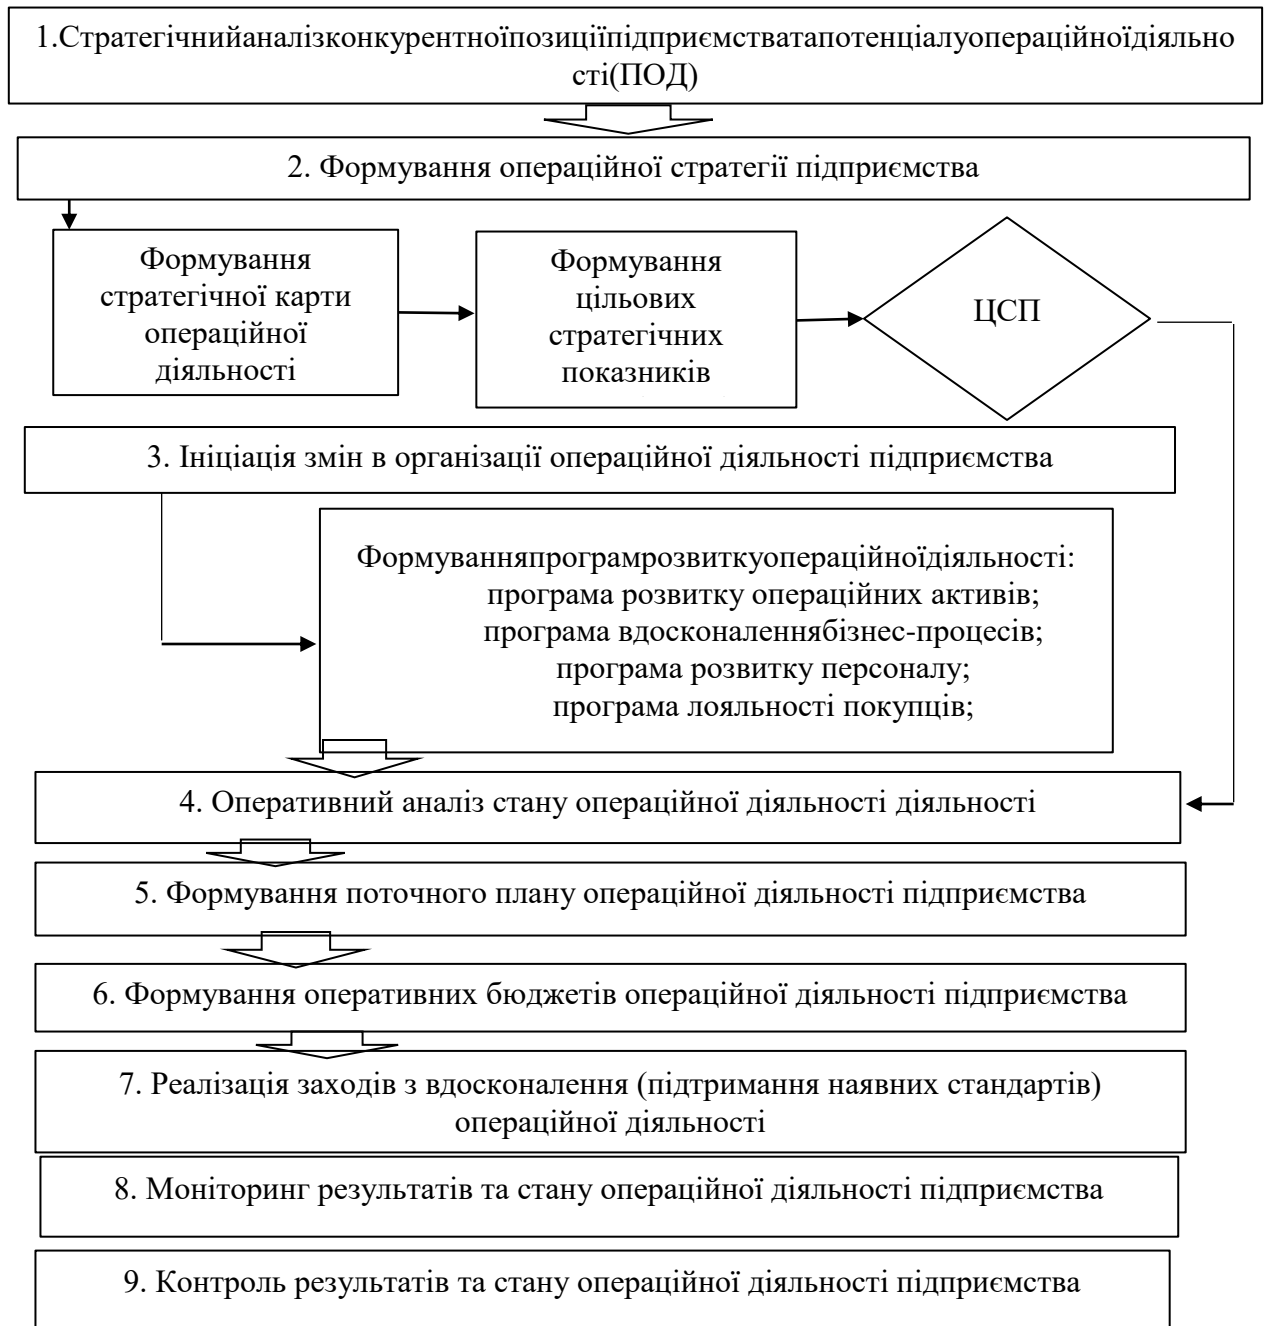 1.Стратегічнийаналізконкурентноїпозиціїпідприємстватапотенціалуопераційноїдіяльно
сті(ПОД)
2. Формування операційної стратегії підприємства
Формування
стратегічної карти
операційної
діяльності
Формування
цільових
стратегічних
показників
ЦСП
3. Ініціація змін в організації операційної діяльності підприємства
Формуванняпрограмрозвиткуопераційноїдіяльності:
програма розвитку операційних активів;
програма вдосконаленнябізнес-процесів;
програма розвитку персоналу;
програма лояльності покупців;
4. Оперативний аналіз стану операційної діяльності діяльності
5. Формування поточного плану операційної діяльності підприємства
6. Формування оперативних бюджетів операційної діяльності підприємства
7. Реалізація заходів з вдосконалення (підтримання наявних стандартів)
операційної діяльності
8. Моніторинг результатів та стану операційної діяльності підприємства
9. Контроль результатів та стану операційної діяльності підприємства